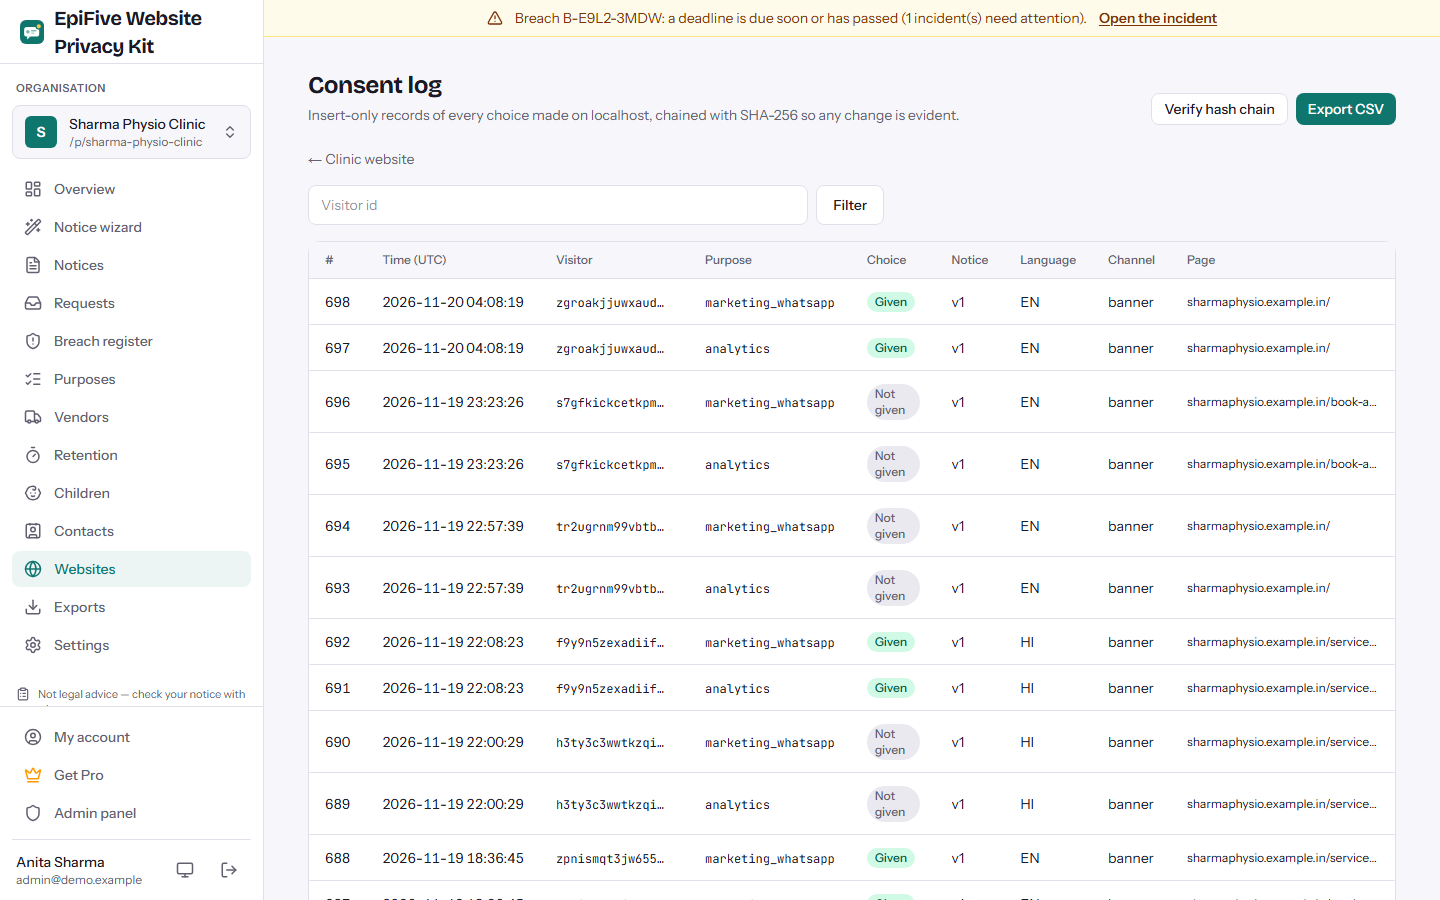 EpiFive Website
Privacy Kit
Breach B-E9L2-3MDW: a deadline is due soon or has passed (1 incident(s) need attention). Open the incident
ORGANISATION
S
Sharma Physio Clinic
/p/sharma-physio-clinic
Overview
Notice wizard
Notices
Requests
Breach register
Purposes
Vendors
Retention
Children
Contacts
Websites
Exports
Settings
Not legal advice — check your notice with
My account
Get Pro
Admin panel
Anita Sharma
admin@demo.example
Consent log
Insert-only records of every choice made on localhost, chained with SHA-256 so any change is evident.
Verify hash chain
Export CSV
← Clinic website
Visitor id
Filter
# Time (UTC) Visitor Purpose Choice Notice Language Channel Page
698 2026-11-20 04:08:19 zgroakjjuwxaud… marketing_whatsapp Given v1 EN banner sharmaphysio.example.in/
697 2026-11-20 04:08:19 zgroakjjuwxaud… analytics Given v1 EN banner sharmaphysio.example.in/
696 2026-11-19 23:23:26 s7gfkickcetkpm… marketing_whatsapp Not given v1 EN banner sharmaphysio.example.in/book-a…
695 2026-11-19 23:23:26 s7gfkickcetkpm… analytics Not given v1 EN banner sharmaphysio.example.in/book-a…
694 2026-11-19 22:57:39 tr2ugrnm99vbtb… marketing_whatsapp Not given v1 EN banner sharmaphysio.example.in/
693 2026-11-19 22:57:39 tr2ugrnm99vbtb… analytics Not given v1 EN banner sharmaphysio.example.in/
692 2026-11-19 22:08:23 f9y9n5zexadiif… marketing_whatsapp Given v1 HI banner sharmaphysio.example.in/service…
691 2026-11-19 22:08:23 f9y9n5zexadiif… analytics Given v1 HI banner sharmaphysio.example.in/service…
690 2026-11-19 22:00:29 h3ty3c3wwtkzqi… marketing_whatsapp Not given v1 HI banner sharmaphysio.example.in/service…
689 2026-11-19 22:00:29 h3ty3c3wwtkzqi… analytics Not given v1 HI banner sharmaphysio.example.in/service…
688 2026-11-19 18:36:45 zpnismqt3jw655… marketing_whatsapp Given v1 EN banner sharmaphysio.example.in/service…